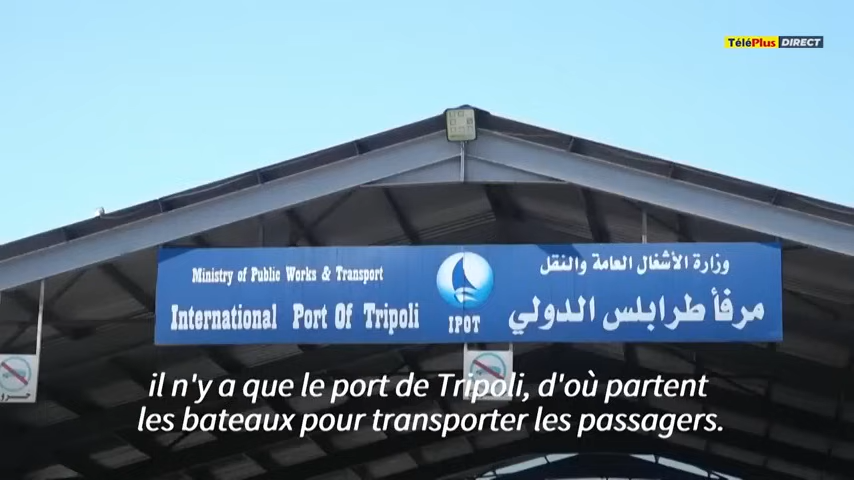 TéléPlus DIRECT
Ministry of Public Works & Transport
International Port Of Tripoli
IPOT
وزارة الأشغال العامة والنقل
مرفأ طرابلس الدولي
il n'y a que le port de Tripoli, d'où partent
les bateaux pour transporter les passagers.